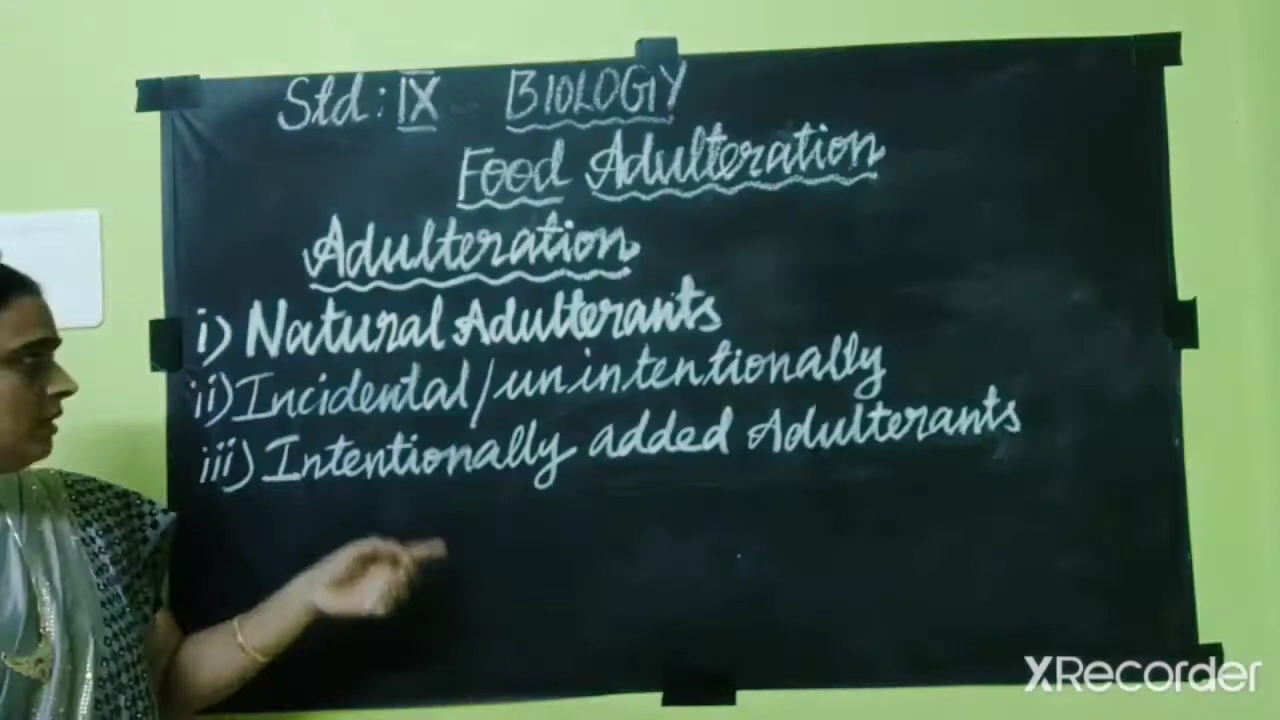 Std: IX BIOLOGY
Food Adulteration
Adulteration
i) Natural Adulterants
ii) Incidental/unintentionally
iii) Intentionally added Adulterants
XRecorder